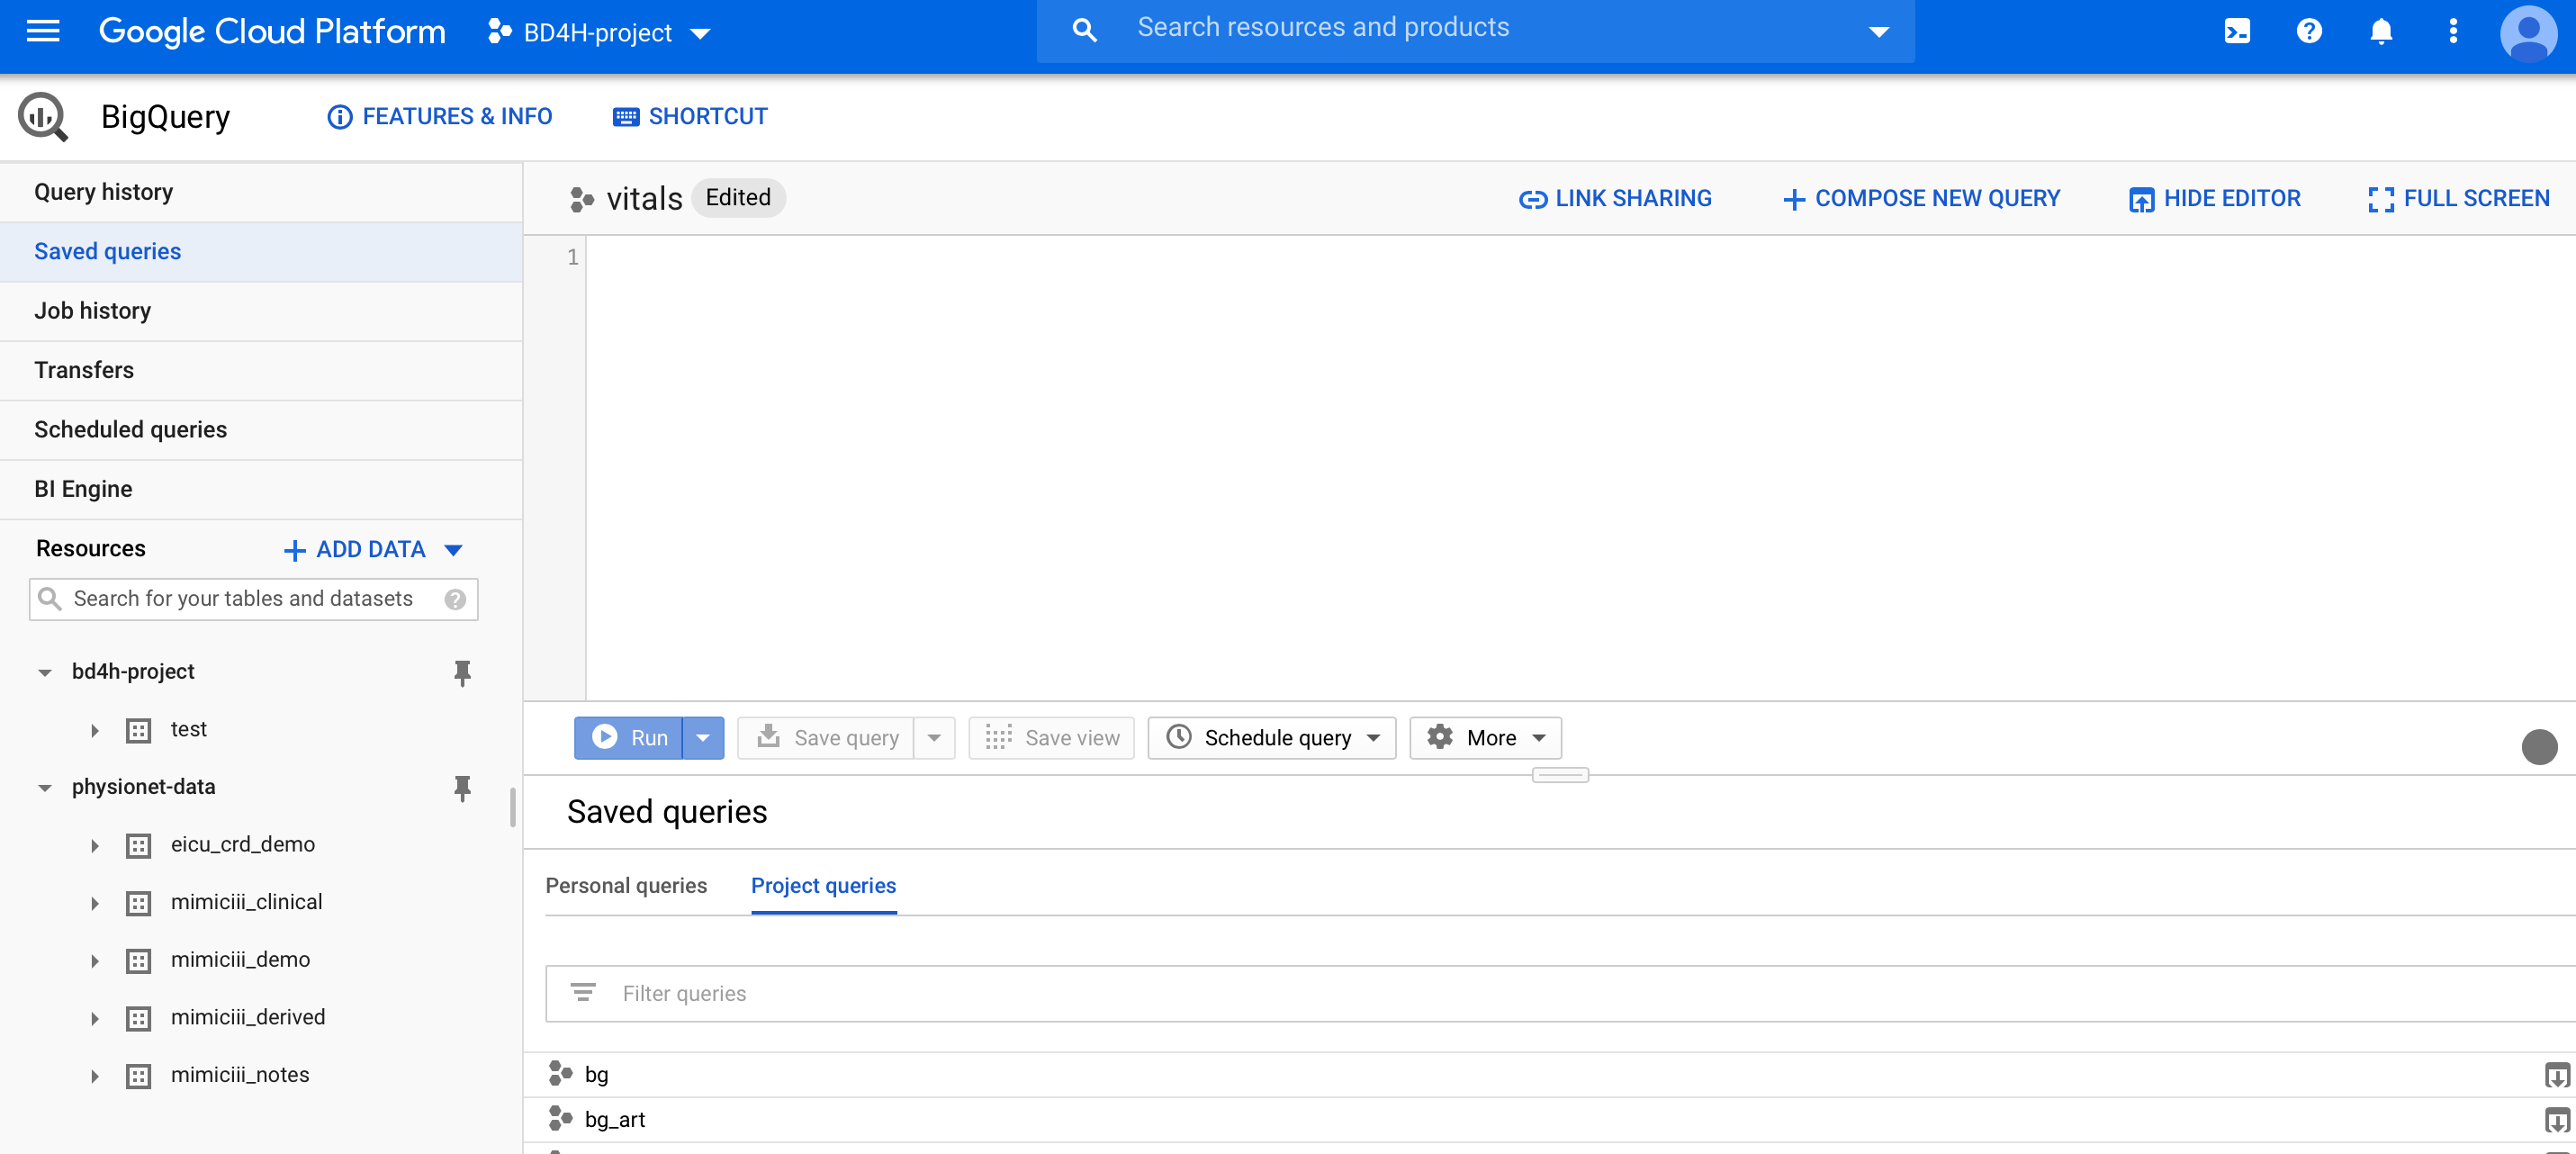 Google Cloud Platform
BD4H-project
Search resources and products
BigQuery
FEATURES & INFO
SHORTCUT
Query history
Saved queries
Job history
Transfers
Scheduled queries
BI Engine
Resources
ADD DATA
Search for your tables and datasets
bd4h-project
test
physionet-data
eicu_crd_demo
mimiciii_clinical
mimiciii_demo
mimiciii_derived
mimiciii_notes
vitals
Edited
LINK SHARING
COMPOSE NEW QUERY
HIDE EDITOR
FULL SCREEN
1
Run
Save query
Save view
Schedule query
More
Saved queries
Personal queries
Project queries
Filter queries
bg
bg_art